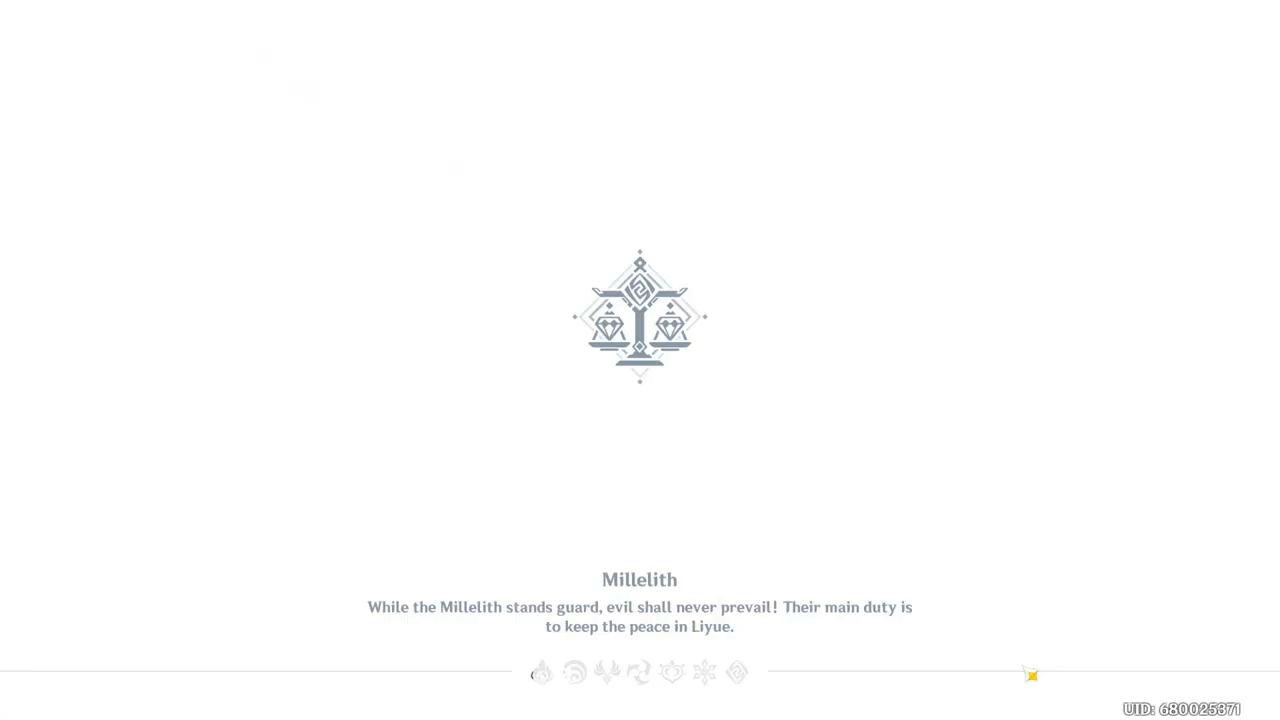 Millelith
While the Millelith stands guard, evil shall never prevail! Their main duty is
to keep the peace in Liyue.
UID: 680025371